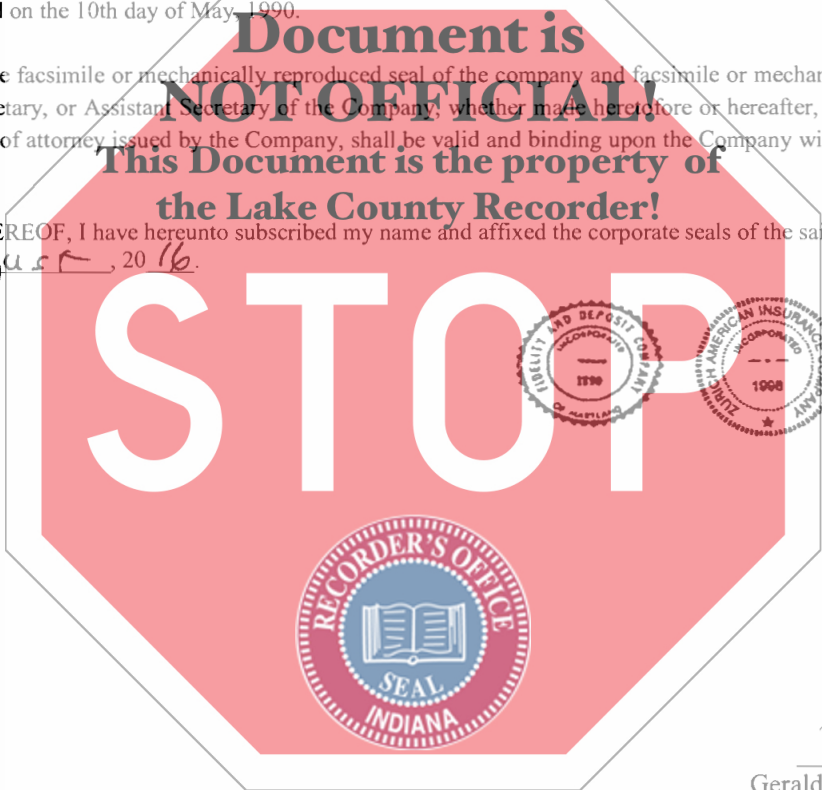 on the 10th day of May, 1990.
Document is
e facsimile or mechanically reproduced seal of the company and facsimile or mechan
NOT OFFICIAL!
etary, or Assistant Secretary of the Company, whether made heretofore or hereafter,
of attorney issued by the Company, shall be valid and binding upon the Company wi
This Document is the property of
the Lake County Recorder!
EREOF, I have hereunto subscribed my name and affixed the corporate seals of the sai
ust, 2016.
STOP
FIDELITY AND DEPOSIT COMPANY
INCORPORATED
1890
OF MARYLAND
ZURICH AMERICAN INSURANCE COMPANY
INCORPORATED
1998
RECORDER'S OFFICE
SEAL
INDIANA
Gerald